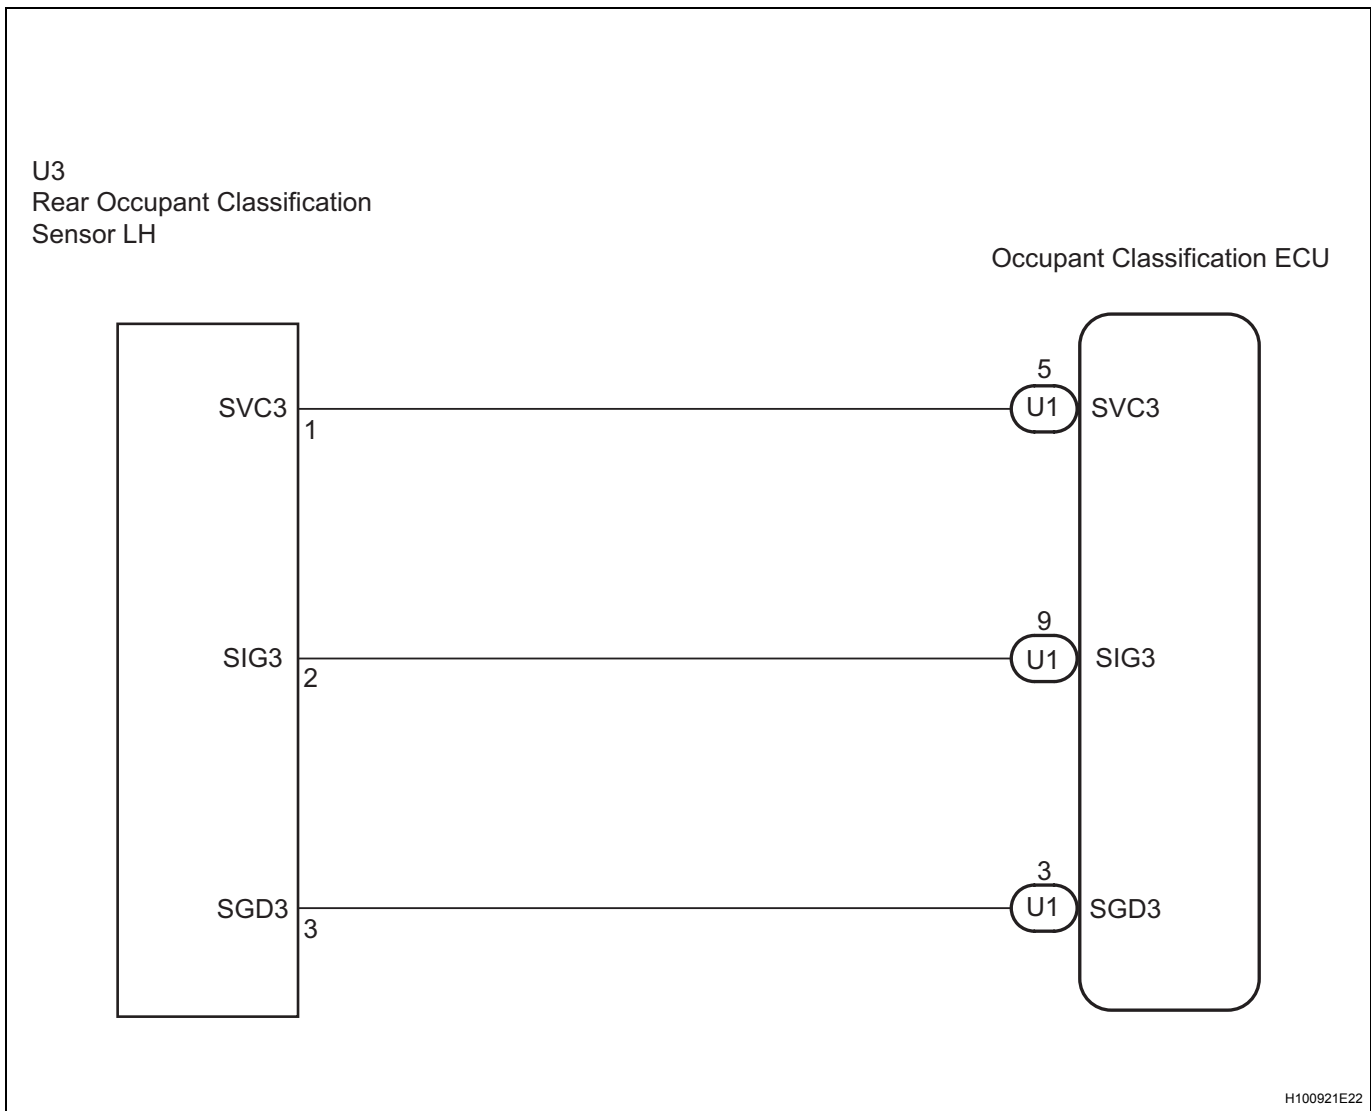 U3
Rear Occupant Classification
Sensor LH
Occupant Classification ECU
5
SVC3
1
U1
SVC3
9
SIG3
2
U1
SIG3
3
SGD3
3
U1
SGD3
H100921E22